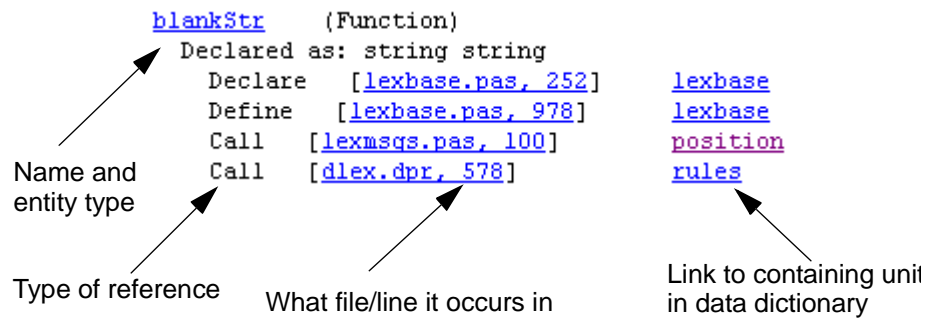 blankStr (Function)
Declared as: string string
Declare [lexbase.pas, 252] lexbase
Define [lexbase.pas, 978] lexbase
Call [lexmsgs.pas, 100] position
Call [dlex.dpr, 578] rules
Name and
entity type
Type of reference
What file/line it occurs in
Link to containing unit
in data dictionary